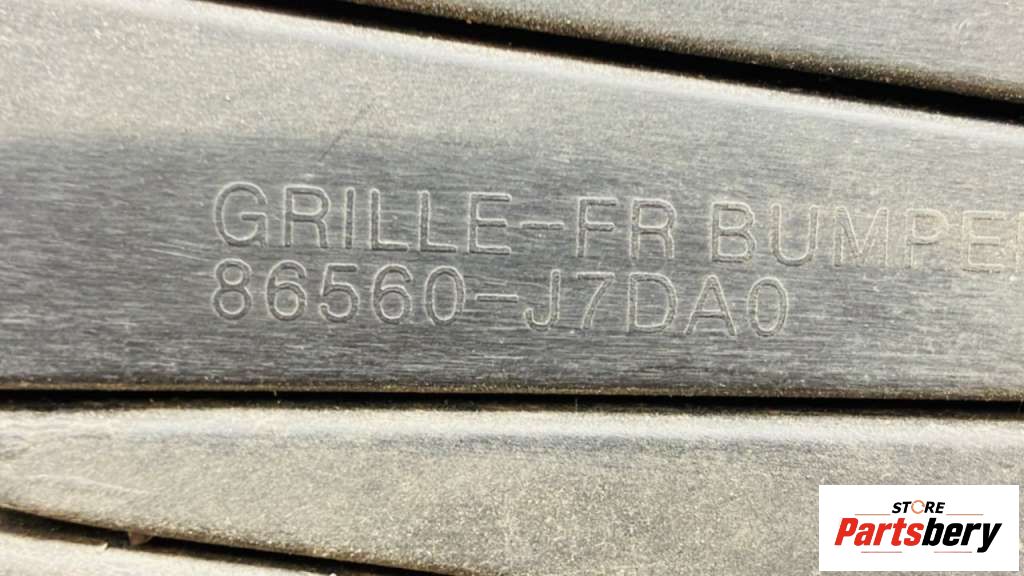 GRILLE-FR BUMPER
86560-J7DA0
STORE
Partsbery